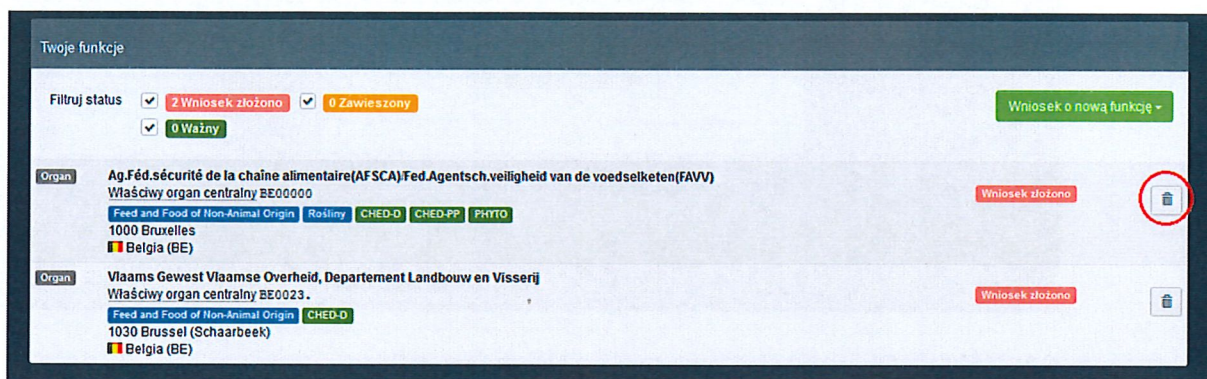 Twoje funkcje
Filtruj status 2 Wniosek złożono 0 Zawieszony
0 Ważny
Wniosek o nową funkcję
Organ Ag.Féd.sécurité de la chaîne alimentaire(AFSCA)/Fed.Agentsch.veiligheid van de voedselketen(FAVV)
Właściwy organ centralny BE00000
Wniosek złożono
Feed and Food of Non-Animal Origin Rośliny CHED-D CHED-PP PHYTO
1000 Bruxelles
Belgia (BE)
Organ Vlaams Gewest Vlaamse Overheid, Departement Landbouw en Visserij
Właściwy organ centralny BE0023.
Wniosek złożono
Feed and Food of Non-Animal Origin CHED-D
1030 Brussel (Schaarbeek)
Belgia (BE)